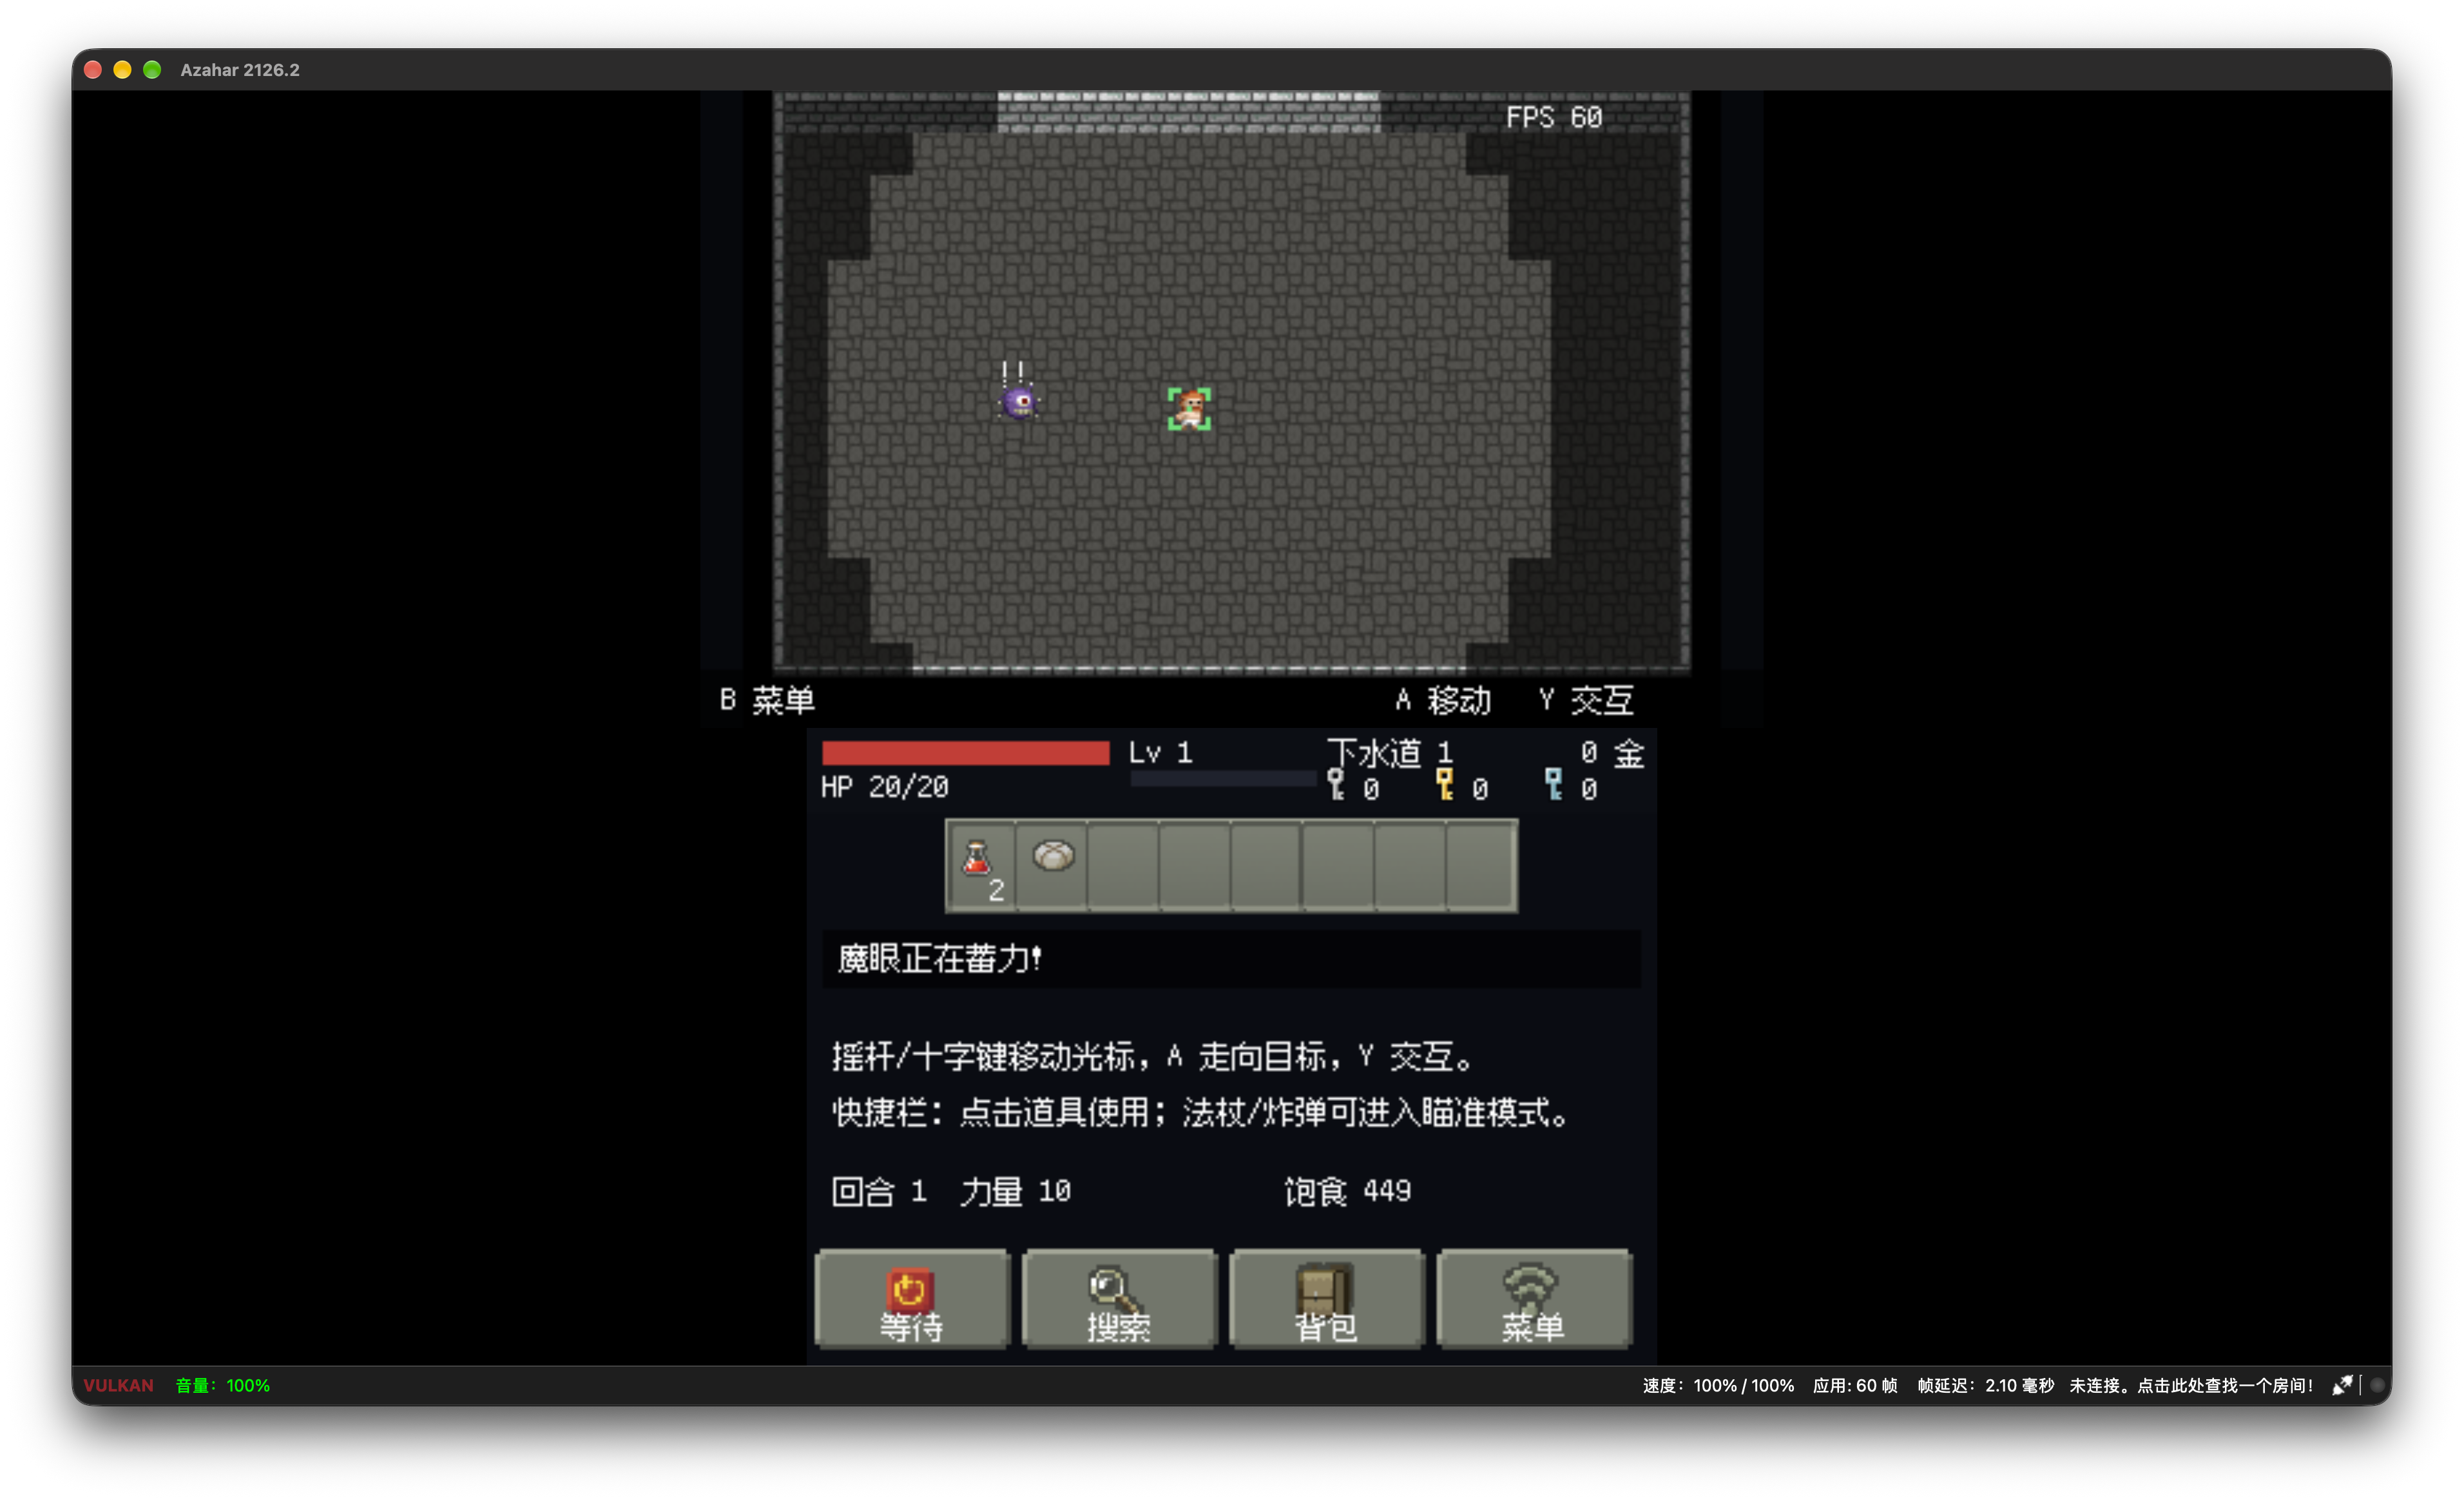 Azahar 2126.2
FPS 60
!!
B 菜单
A 移动 Y 交互
Lv 1 下水道 1 0 金
HP 20/20 0 0 0
2
魔眼正在蓄力!
摇杆/十字键移动光标，A 走向目标，Y 交互。
快捷栏：点击道具使用；法杖/炸弹可进入瞄准模式。
回合 1 力量 10 饱食 449
等待 搜索 背包 菜单
VULKAN 音量：100% 速度：100% / 100% 应用: 60 帧 帧延迟：2.10 毫秒 未连接。点击此处查找一个房间！